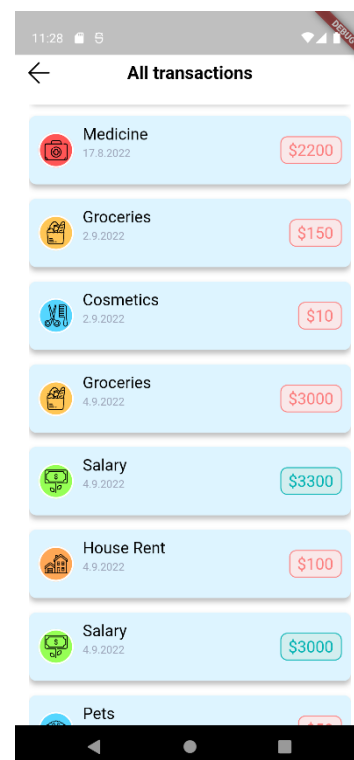 DEBUG
11:28
All transactions
Medicine
17.8.2022
$2200
Groceries
2.9.2022
$150
Cosmetics
2.9.2022
$10
Groceries
4.9.2022
$3000
Salary
4.9.2022
$3300
House Rent
4.9.2022
$100
Salary
4.9.2022
$3000
Pets